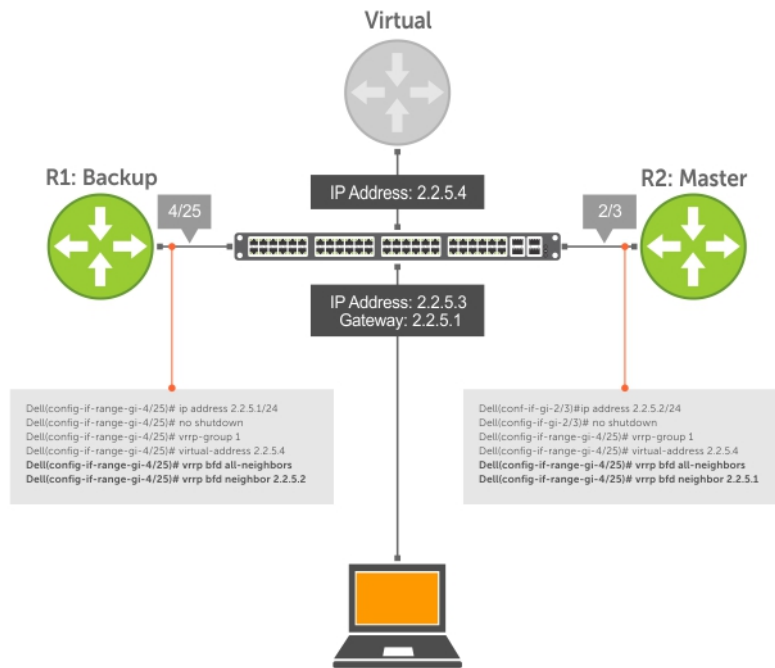 Virtual
R1: Backup
4/25
IP Address: 2.2.5.4
2/3
R2: Master
IP Address: 2.2.5.3
Gateway: 2.2.5.1
Dell(config-if-range-gi-4/25)# ip address 2.2.5.1/24
Dell(config-if-range-gi-4/25)# no shutdown
Dell(config-if-range-gi-4/25)# vrrp-group 1
Dell(config-if-range-gi-4/25)# virtual-address 2.2.5.4
Dell(config-if-range-gi-4/25)# vrrp bfd all-neighbors
Dell(config-if-range-gi-4/25)# vrrp bfd neighbor 2.2.5.2
Dell(conf-if-gi-2/3)#ip address 2.2.5.2/24
Dell(config-if-gi-2/3)# no shutdown
Dell(config-if-range-gi-4/25)# vrrp-group 1
Dell(config-if-range-gi-4/25)# virtual-address 2.2.5.4
Dell(config-if-range-gi-4/25)# vrrp bfd all-neighbors
Dell(config-if-range-gi-4/25)# vrrp bfd neighbor 2.2.5.1